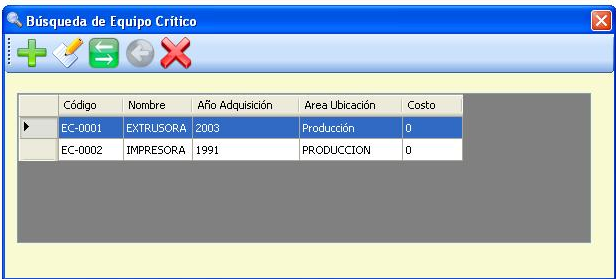 Búsqueda de Equipo Crítico
Código Nombre Año Adquisición Area Ubicación Costo
EC-0001 EXTRUSORA 2003 Producción 0
EC-0002 IMPRESORA 1991 PRODUCCION 0